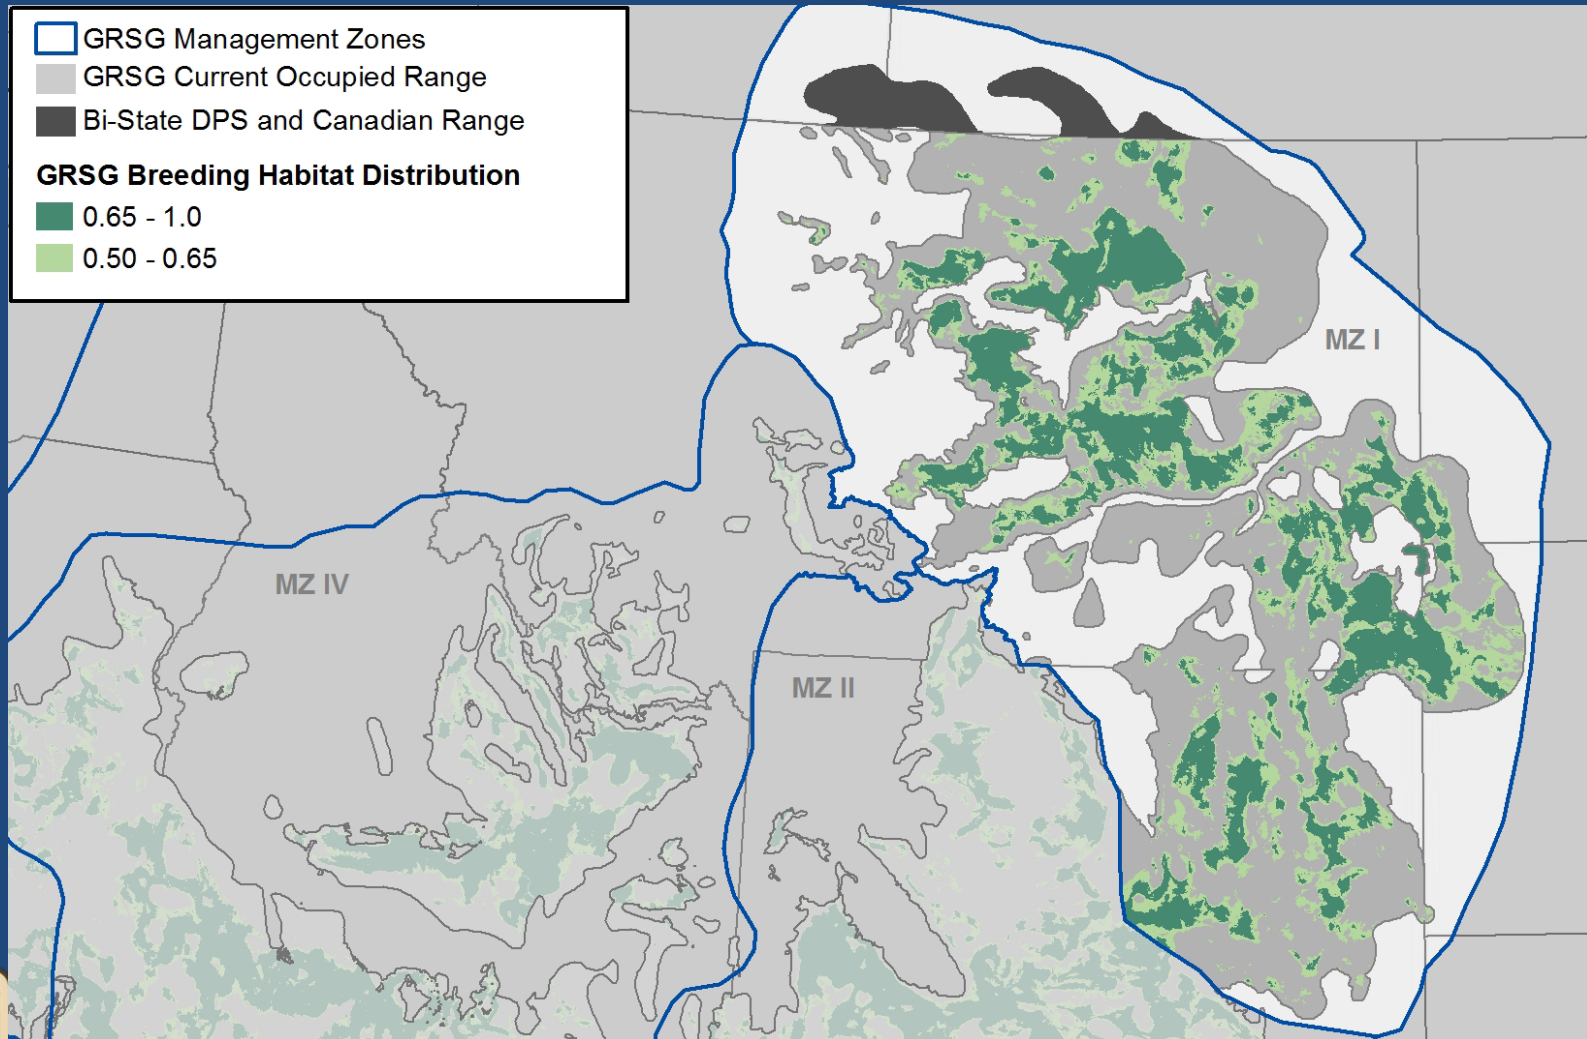 GRSG Management Zones
GRSG Current Occupied Range
Bi-State DPS and Canadian Range
GRSG Breeding Habitat Distribution
0.65 - 1.0
0.50 - 0.65
MZ I
MZ IV
MZ II